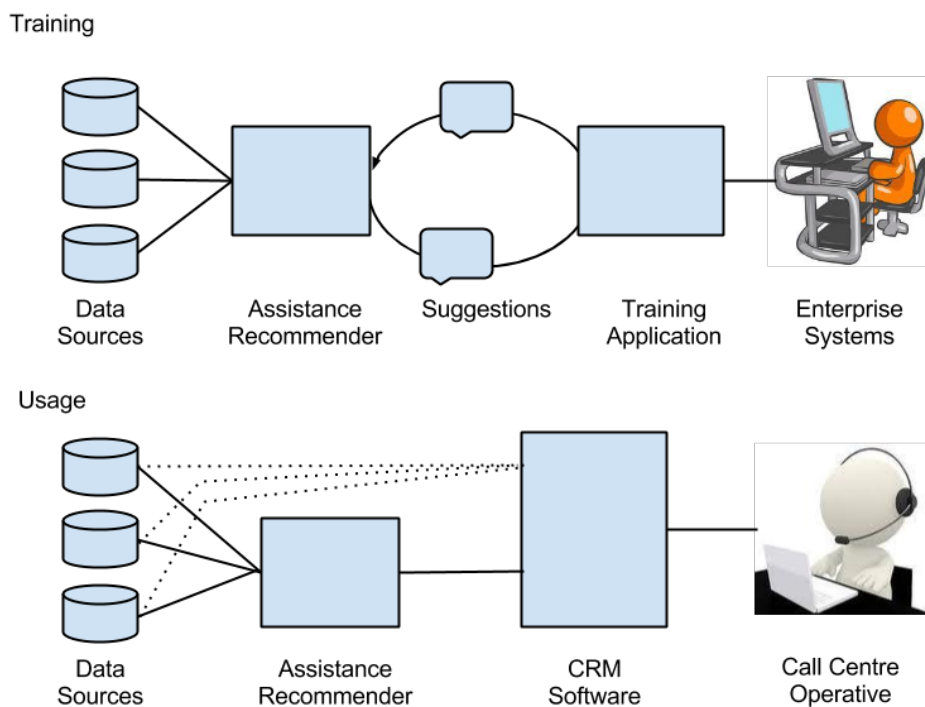 Training
Data
Sources
Assistance
Recommender
Suggestions
Training
Application
Enterprise
Systems
Usage
Data
Sources
Assistance
Recommender
CRM
Software
Call Centre
Operative